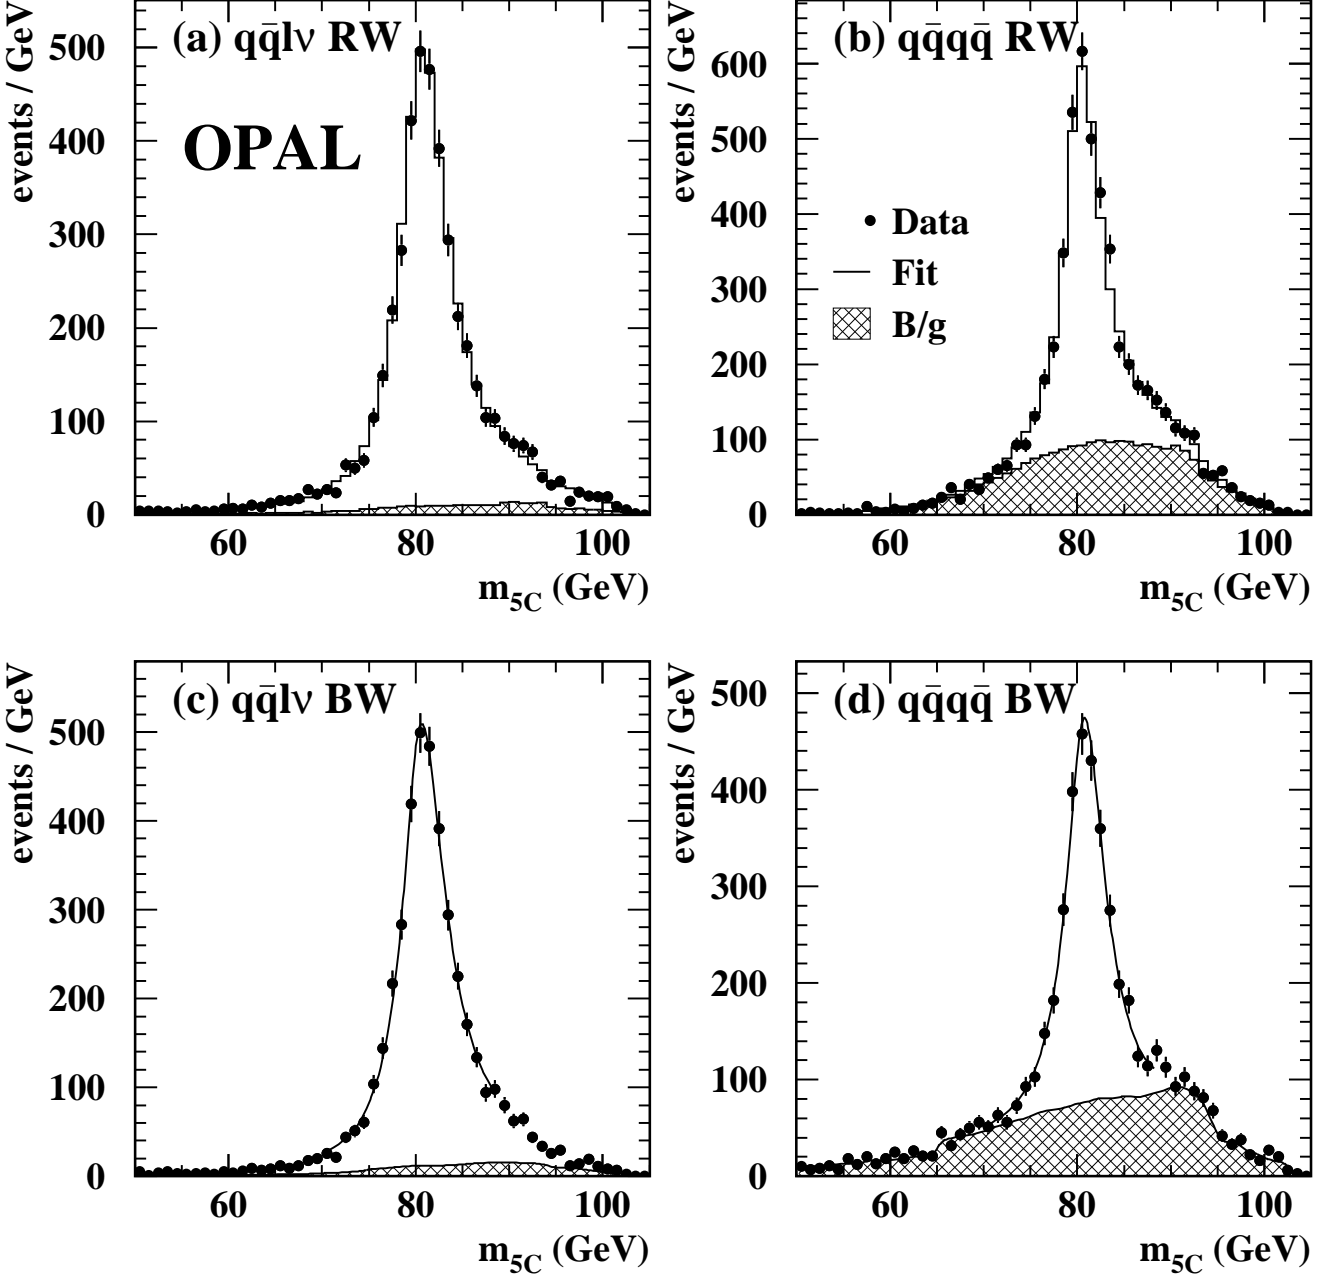 (a) qq̄lν RW
OPAL
events / GeV
500
400
300
200
100
0
60
80
100
m5C (GeV)
(b) qq̄qq̄ RW
Data
Fit
B/g
events / GeV
600
500
400
300
200
100
0
60
80
100
m5C (GeV)
(c) qq̄lν BW
events / GeV
500
400
300
200
100
0
60
80
100
m5C (GeV)
(d) qq̄qq̄ BW
events / GeV
500
400
300
200
100
0
60
80
100
m5C (GeV)